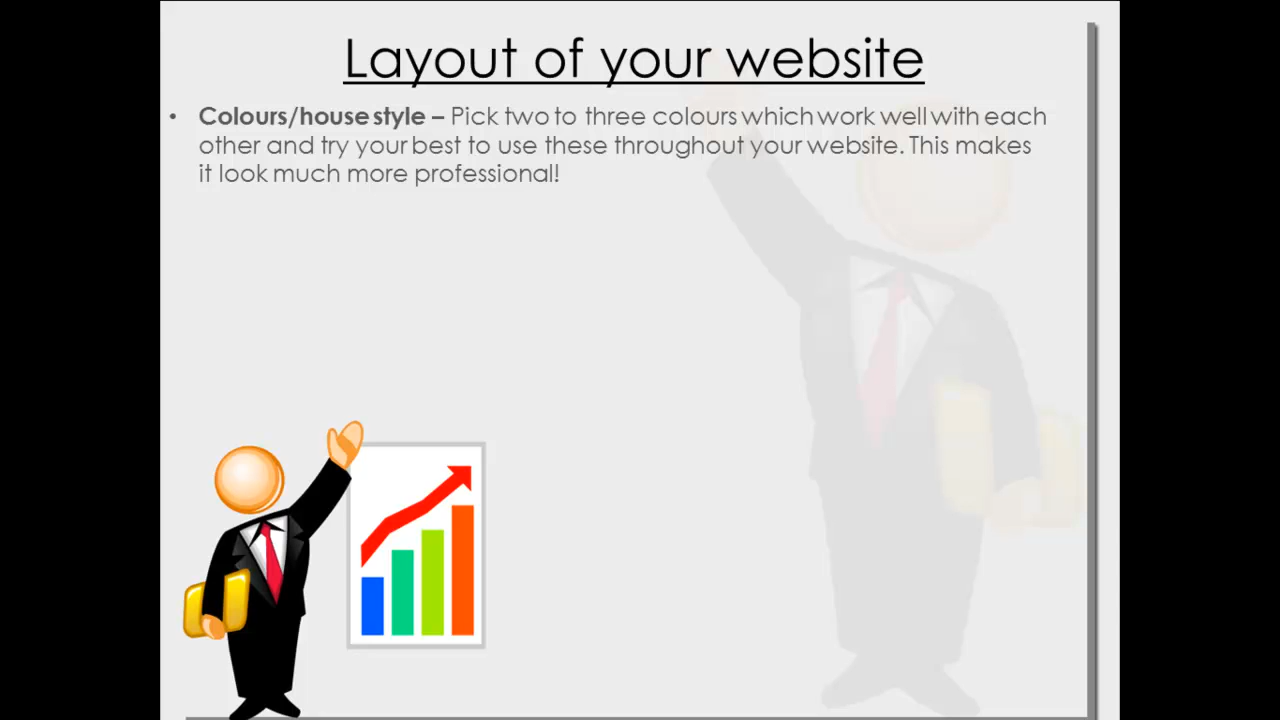 Layout of your website
• Colours/house style – Pick two to three colours which work well with each
other and try your best to use these throughout your website. This makes
it look much more professional!